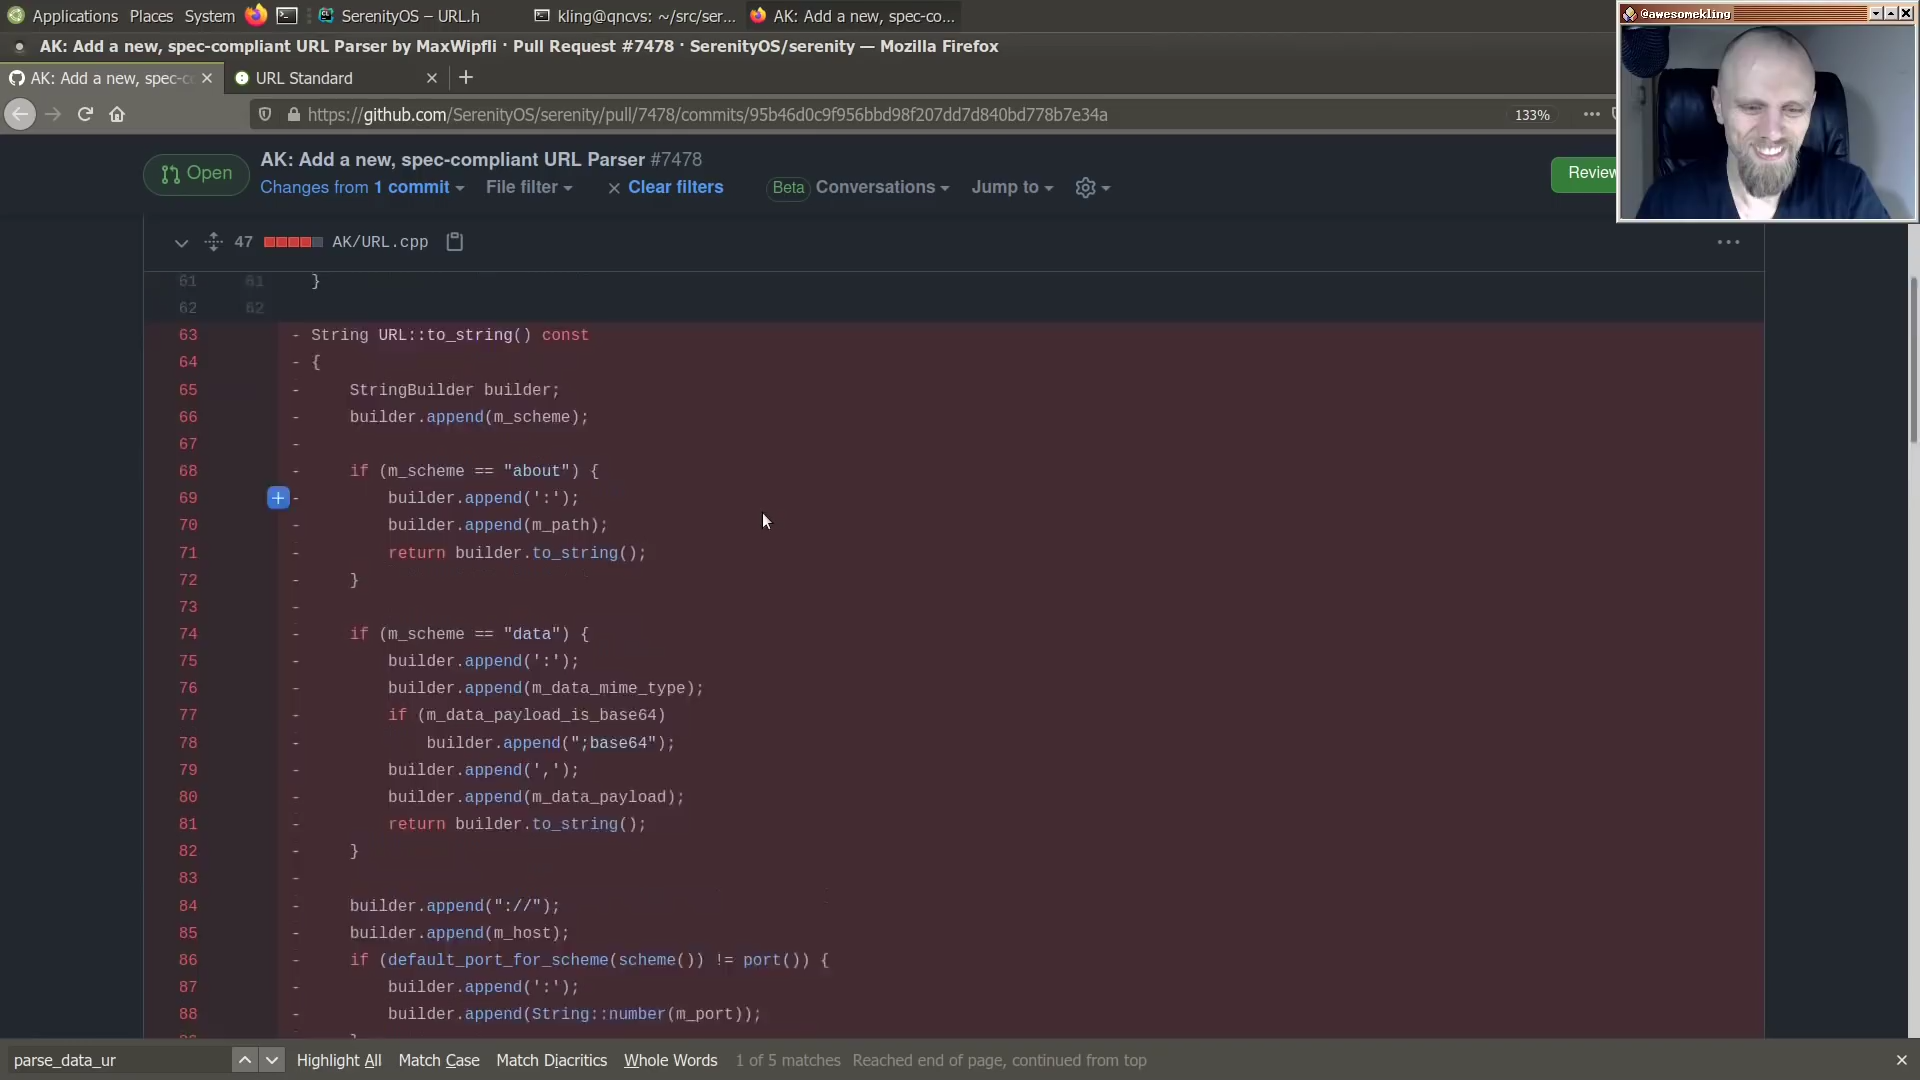 Applications Places System SerenityOS – URL.h kling@qncvs: ~/src/ser... AK: Add a new, spec-co...
@awesomekling
AK: Add a new, spec-compliant URL Parser by MaxWipfli · Pull Request #7478 · SerenityOS/serenity — Mozilla Firefox
AK: Add a new, spec-c × URL Standard × +
https://github.com/SerenityOS/serenity/pull/7478/commits/95b46d0c9f956bbd98f207dd7d840bd778b7e34a 133% ...
Open
AK: Add a new, spec-compliant URL Parser #7478
Changes from 1 commit File filter × Clear filters Beta Conversations Jump to
Review
47 AK/URL.cpp ...
61 61 }
62 62
63 - String URL::to_string() const
64 - {
65 - StringBuilder builder;
66 - builder.append(m_scheme);
67 -
68 - if (m_scheme == "about") {
69 + - builder.append(':');
70 - builder.append(m_path);
71 - return builder.to_string();
72 - }
73 -
74 - if (m_scheme == "data") {
75 - builder.append(':');
76 - builder.append(m_data_mime_type);
77 - if (m_data_payload_is_base64)
78 - builder.append(";base64");
79 - builder.append(',');
80 - builder.append(m_data_payload);
81 - return builder.to_string();
82 - }
83 -
84 - builder.append("://");
85 - builder.append(m_host);
86 - if (default_port_for_scheme(scheme()) != port()) {
87 - builder.append(':');
88 - builder.append(String::number(m_port));
parse_data_ur Highlight All Match Case Match Diacritics Whole Words 1 of 5 matches Reached end of page, continued from top ×